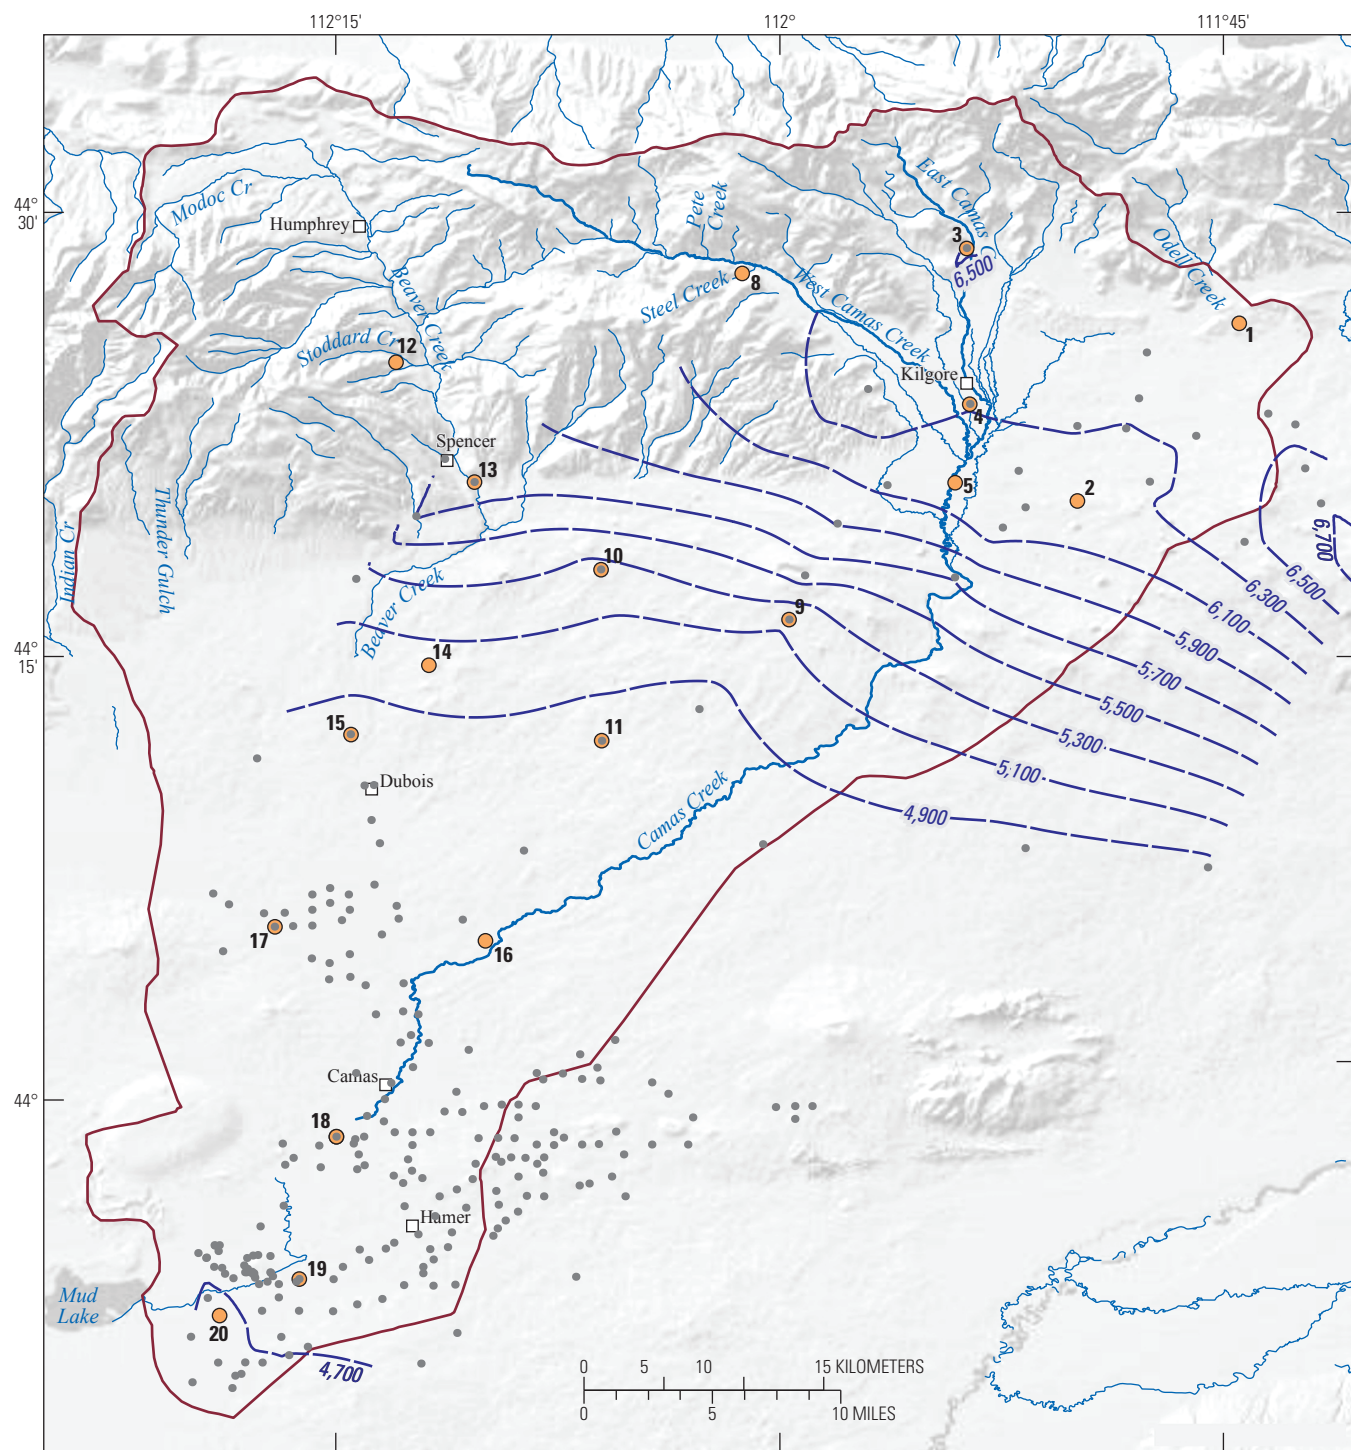 112°15'
112°
111°45'
44°
30'
Modoc Cr
Humphrey
Pete
Creek
East Camas C
3
6,500
Odell Creek
Beaver Creek
Steel Creek
8
West Camas Creek
1
Stoddard Cr
12
Kilgore
4
Spencer
13
5
2
Indian Cr
Thunder Gulch
6,700
6,500
6,300
6,100
5,900
5,700
5,500
5,300
5,100
4,900
10
Beaver Creek
9
44°
15'
14
15
11
Dubois
Camas Creek
17
16
Camas
44°
18
Hamer
19
Mud
Lake
20
4,700
0 5 10 15 KILOMETERS
0 5 10 MILES